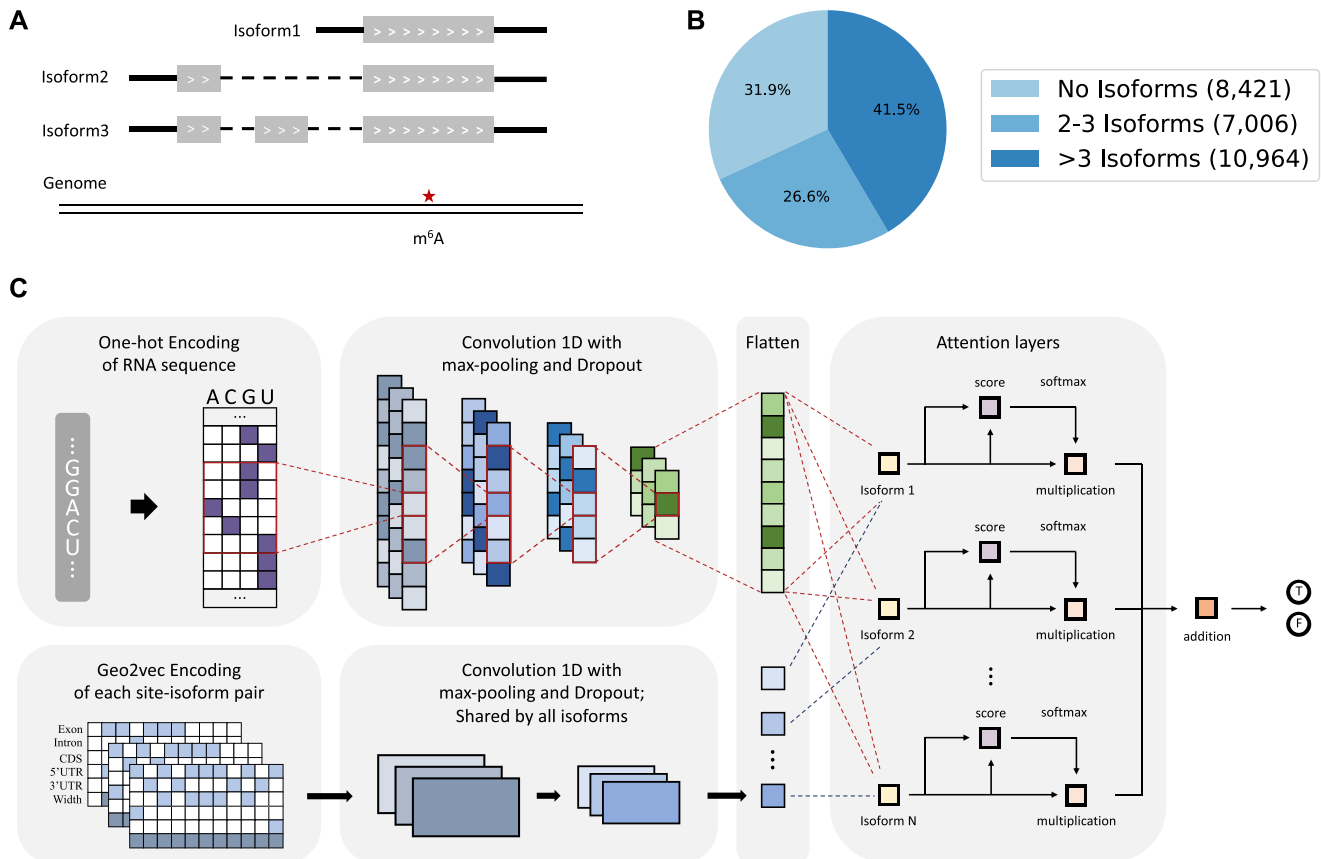 A
Isoform1
> > > > > > > >
Isoform2
> >
> > > > > > > >
Isoform3
> >
> > >
> > > > > > > >
Genome
m⁶A
B
31.9%
41.5%
26.6%
No Isoforms (8,421)
2-3 Isoforms (7,006)
>3 Isoforms (10,964)
C
One-hot Encoding
of RNA sequence
A C G U
...
...
... G G A C U ...
Convolution 1D with
max-pooling and Dropout
Flatten
Attention layers
score
softmax
Isoform 1
multiplication
score
softmax
Isoform 2
multiplication
...
score
softmax
Isoform N
multiplication
addition
T
F
Geo2vec Encoding
of each site-isoform pair
Exon
Intron
CDS
5'UTR
3'UTR
Width
Convolution 1D with
max-pooling and Dropout;
Shared by all isoforms
...